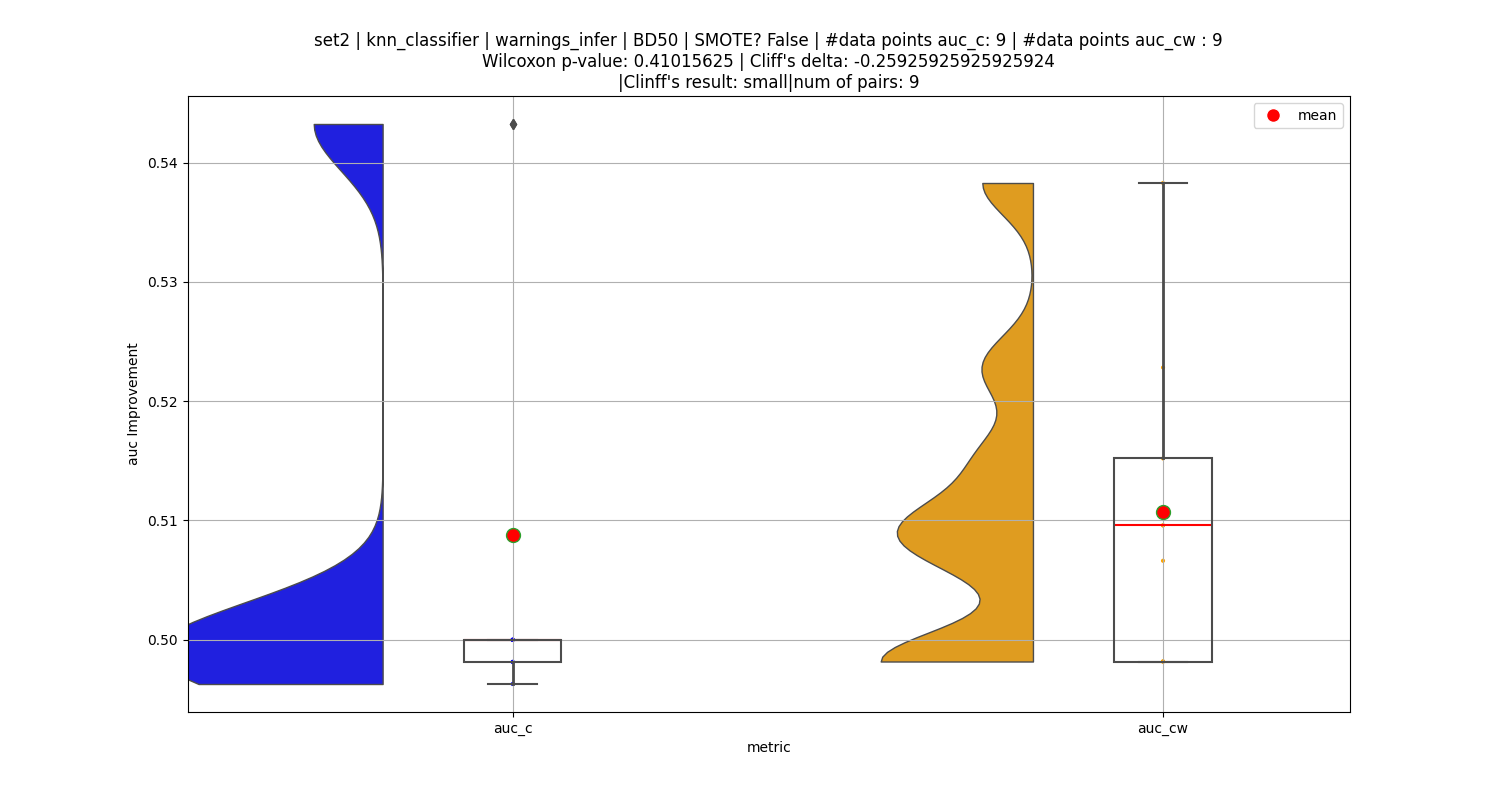 set2 | knn_classifier | warnings_infer | BD50 | SMOTE? False | #data points auc_c: 9 | #data points auc_cw : 9
Wilcoxon p-value: 0.41015625 | Cliff's delta: -0.25925925925925924
|Clinff's result: small|num of pairs: 9
mean
0.54
0.53
0.52
0.51
0.50
auc Improvement
auc_c
auc_cw
metric